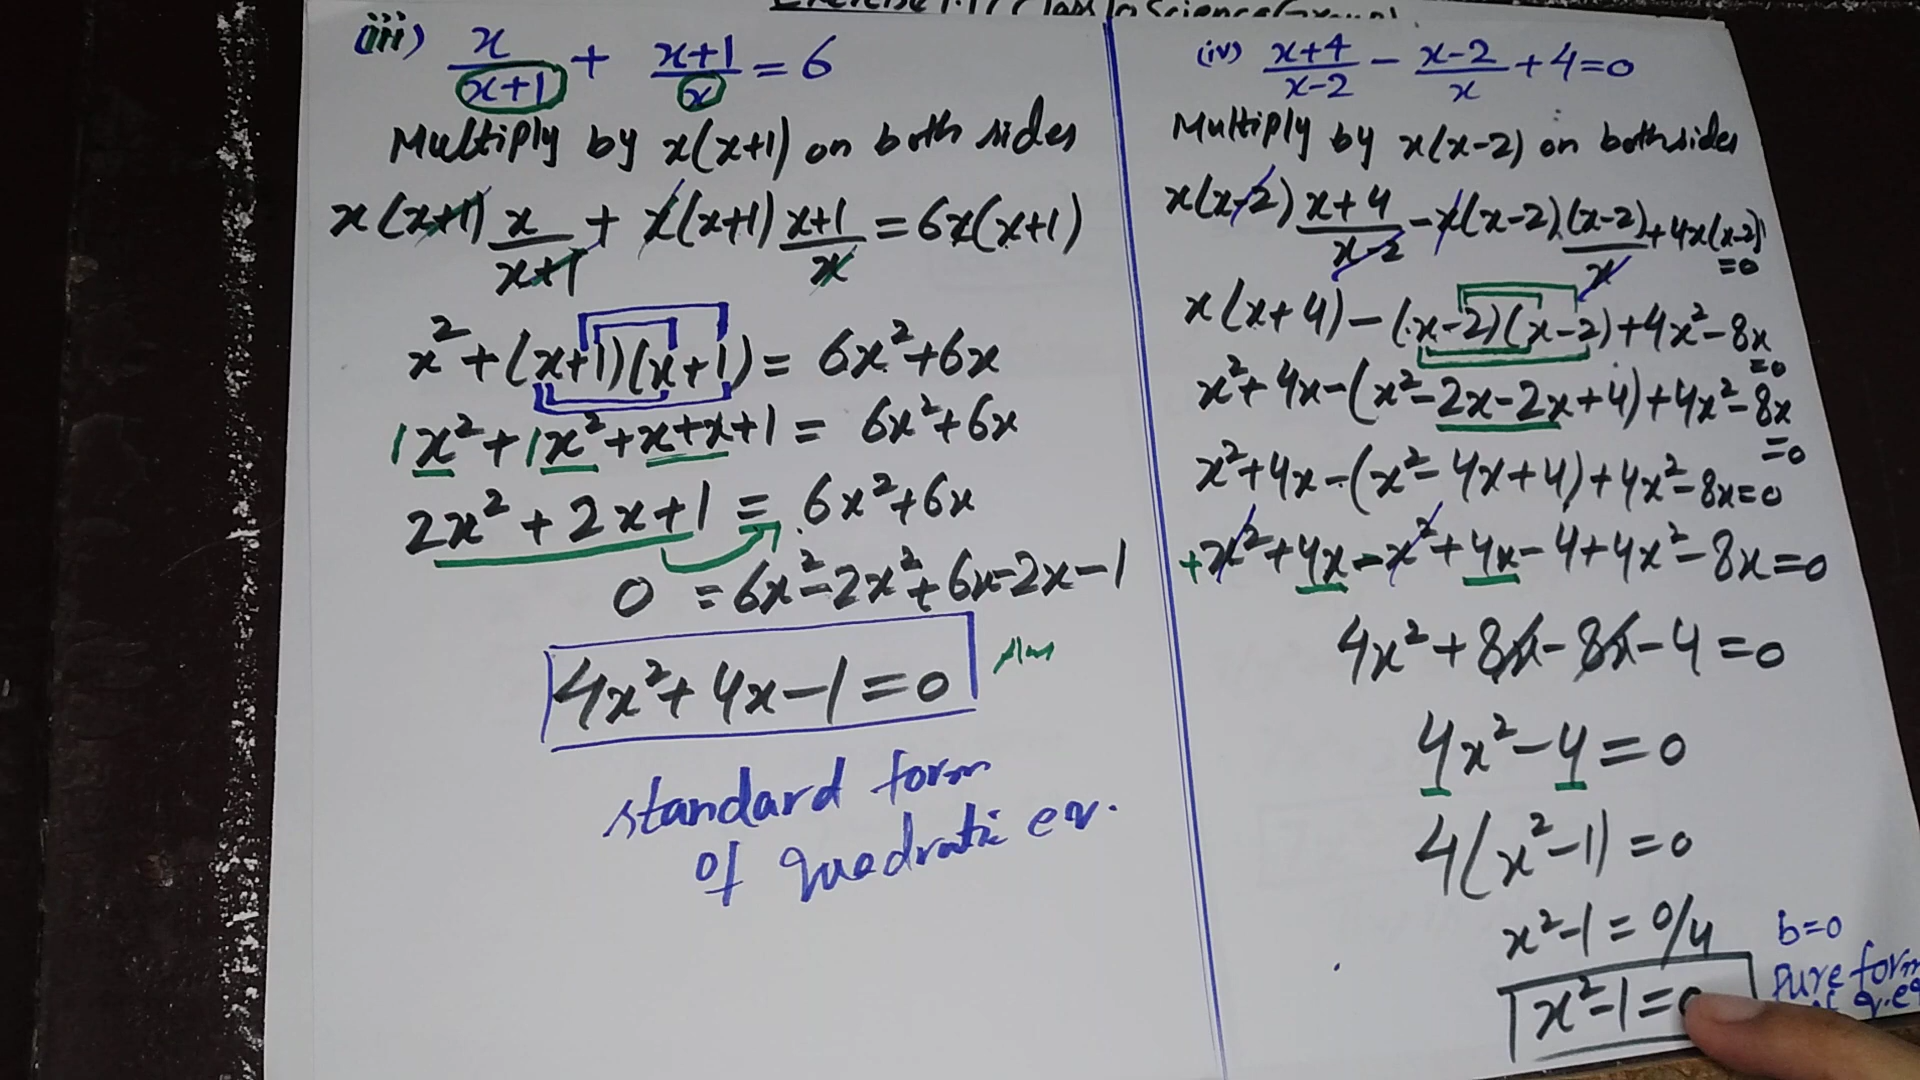 Class 10 Science Group
(iii) x/(x+1) + (x+1)/x = 6
Multiply by x(x+1) on both sides
x(x+1) x/(x+1) + x(x+1) (x+1)/x = 6x(x+1)
x² + (x+1)(x+1) = 6x²+6x
1x² + 1x² + x+x+1 = 6x²+6x
2x² + 2x+1 = 6x²+6x
0 = 6x²-2x²+6x-2x-1
4x²+4x-1=0 Ans
standard form
of quadratic eq.
(iv) (x+4)/(x-2) - (x-2)/x + 4=0
Multiply by x(x-2) on both sides
x(x-2) (x+4)/(x-2) - x(x-2).(x-2)/x + 4x(x-2)
=0
x(x+4)-(x-2)(x-2)+4x²-8x
=0
x²+4x-(x²-2x-2x+4)+4x²-8x
=0
x²+4x-(x²-4x+4)+4x²-8x=0
+x²+4x-x²+4x-4+4x²-8x=0
4x²+8x-8x-4=0
4x²-4=0
4(x²-1)=0
x²-1=0/4
x²-1=0
b=0
Pure form
of q.eq